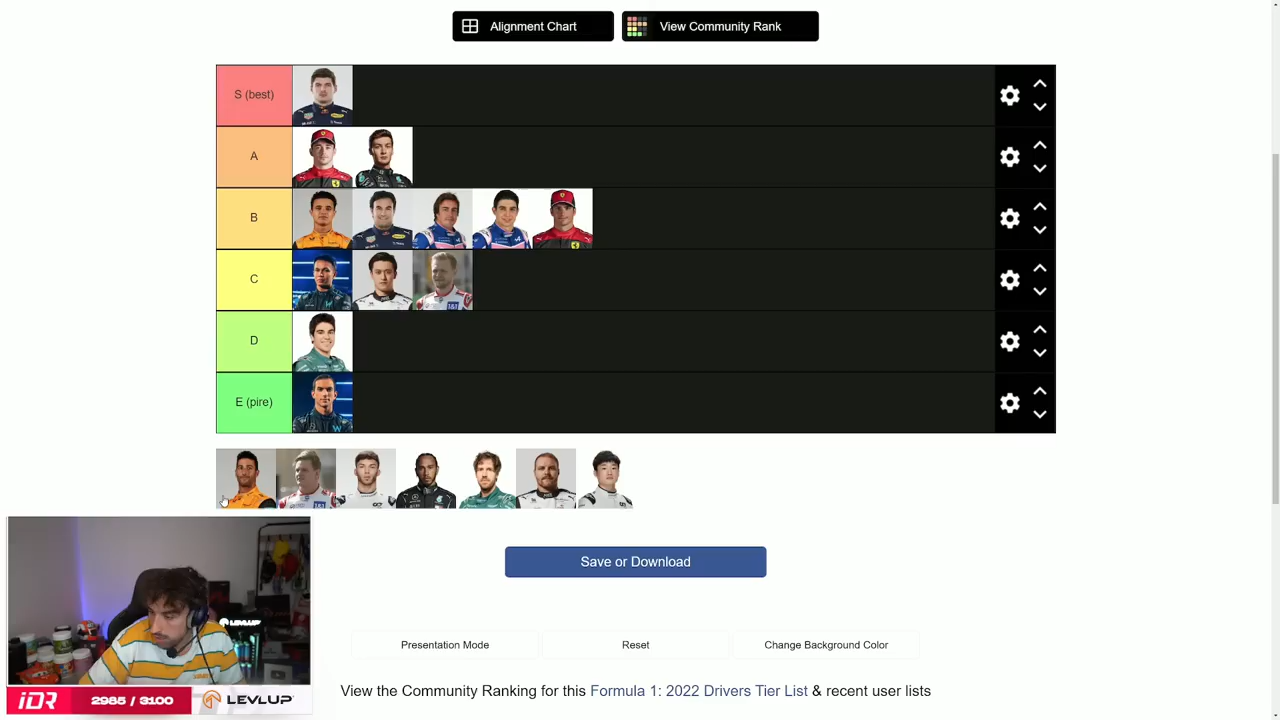 Alignment Chart
View Community Rank
S (best)
A
B
C
D
E (pire)
Save or Download
Presentation Mode
Reset
Change Background Color
View the Community Ranking for this Formula 1: 2022 Drivers Tier List & recent user lists
LEVLUP
iDR
2985 / 3100
LEVLUP